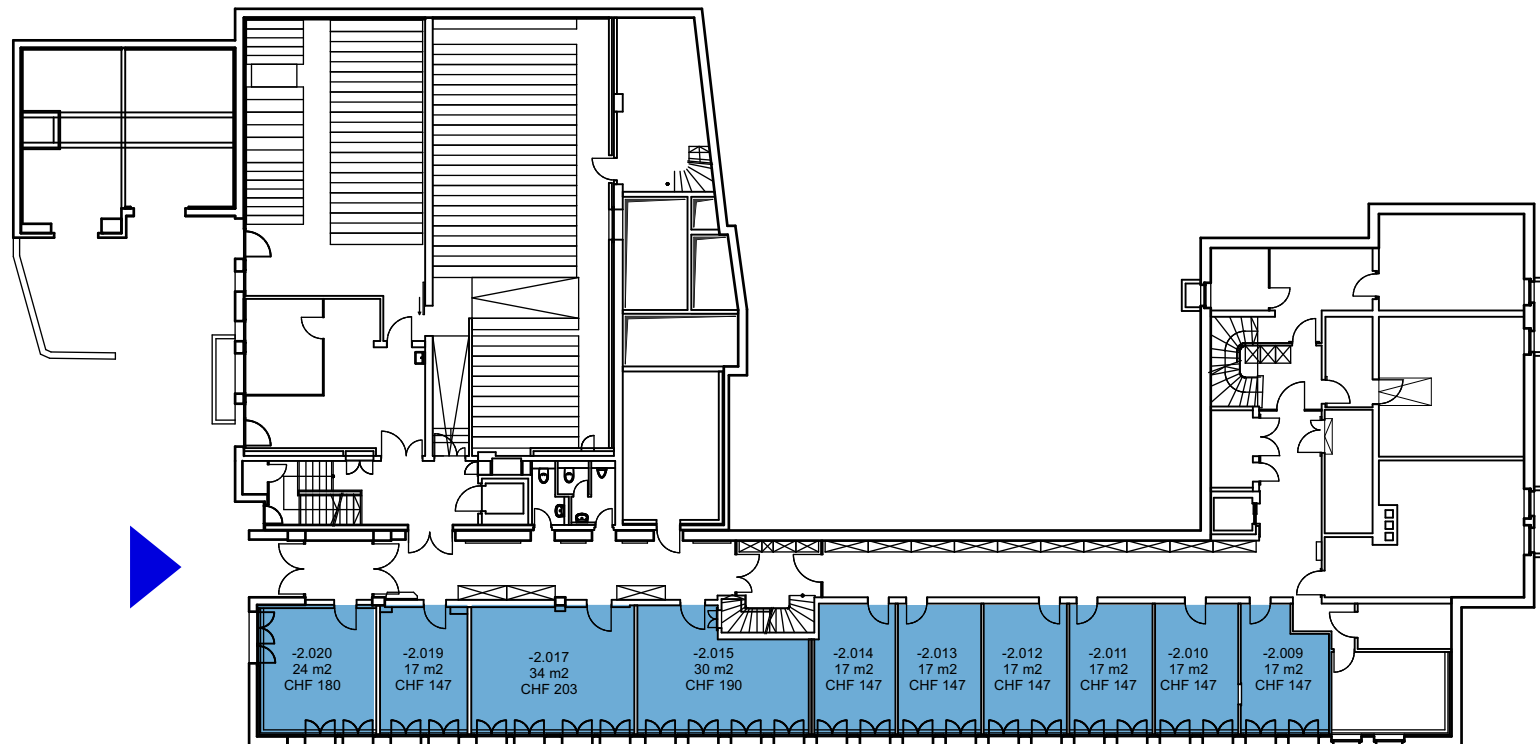 -2.020
24 m2
CHF 180
-2.019
17 m2
CHF 147
-2.017
34 m2
CHF 203
-2.015
30 m2
CHF 190
-2.014
17 m2
CHF 147
-2.013
17 m2
CHF 147
-2.012
17 m2
CHF 147
-2.011
17 m2
CHF 147
-2.010
17 m2
CHF 147
-2.009
17 m2
CHF 147